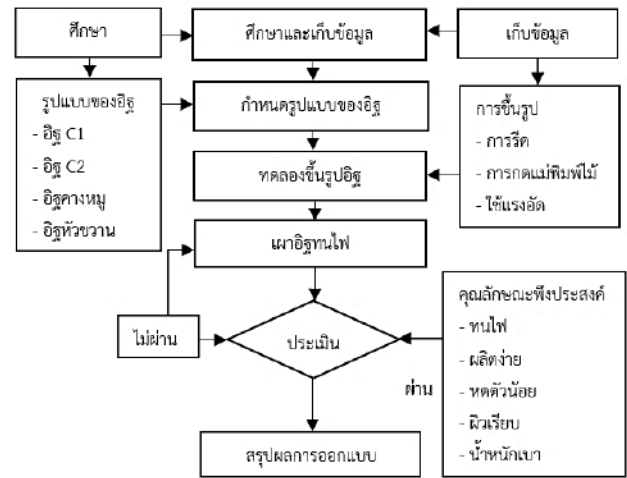 ศึกษา
ศึกษาและเก็บข้อมูล
เก็บข้อมูล
รูปแบบของอิฐ
- อิฐ C1
- อิฐ C2
- อิฐคางหมู
- อิฐหัวขวาน
กำหนดรูปแบบของอิฐ
การขึ้นรูป
- การรีด
- การกดแม่พิมพ์ไม้
- ใช้แรงอัด
ทดลองขึ้นรูปอิฐ
เผาอิฐทนไฟ
คุณลักษณะพึงประสงค์
- ทนไฟ
- ผลิตง่าย
- หดตัวน้อย
- ผิวเรียบ
- น้ำหนักเบา
ไม่ผ่าน
ประเมิน
ผ่าน
สรุปผลการออกแบบ